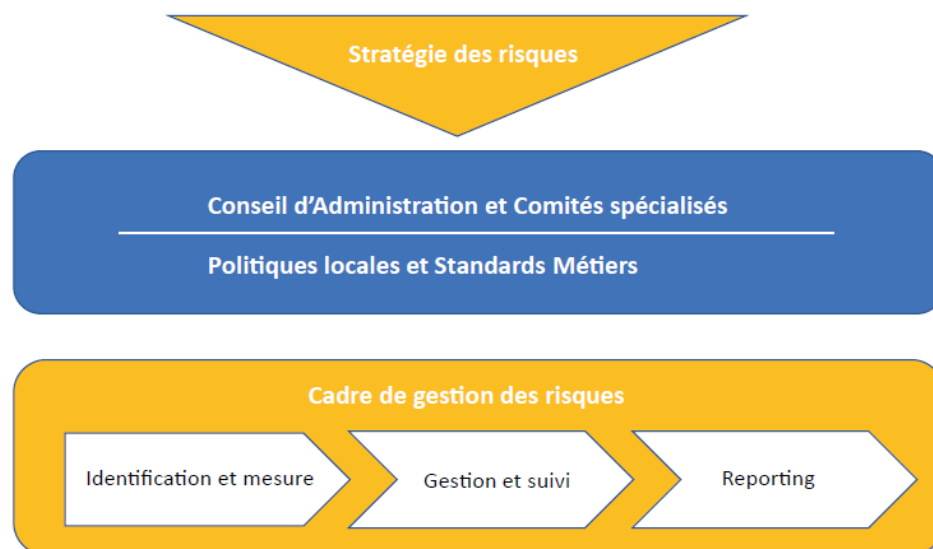 Stratégie des risques
Conseil d'Administration et Comités spécialisés
Politiques locales et Standards Métiers
Cadre de gestion des risques
Identification et mesure
Gestion et suivi
Reporting